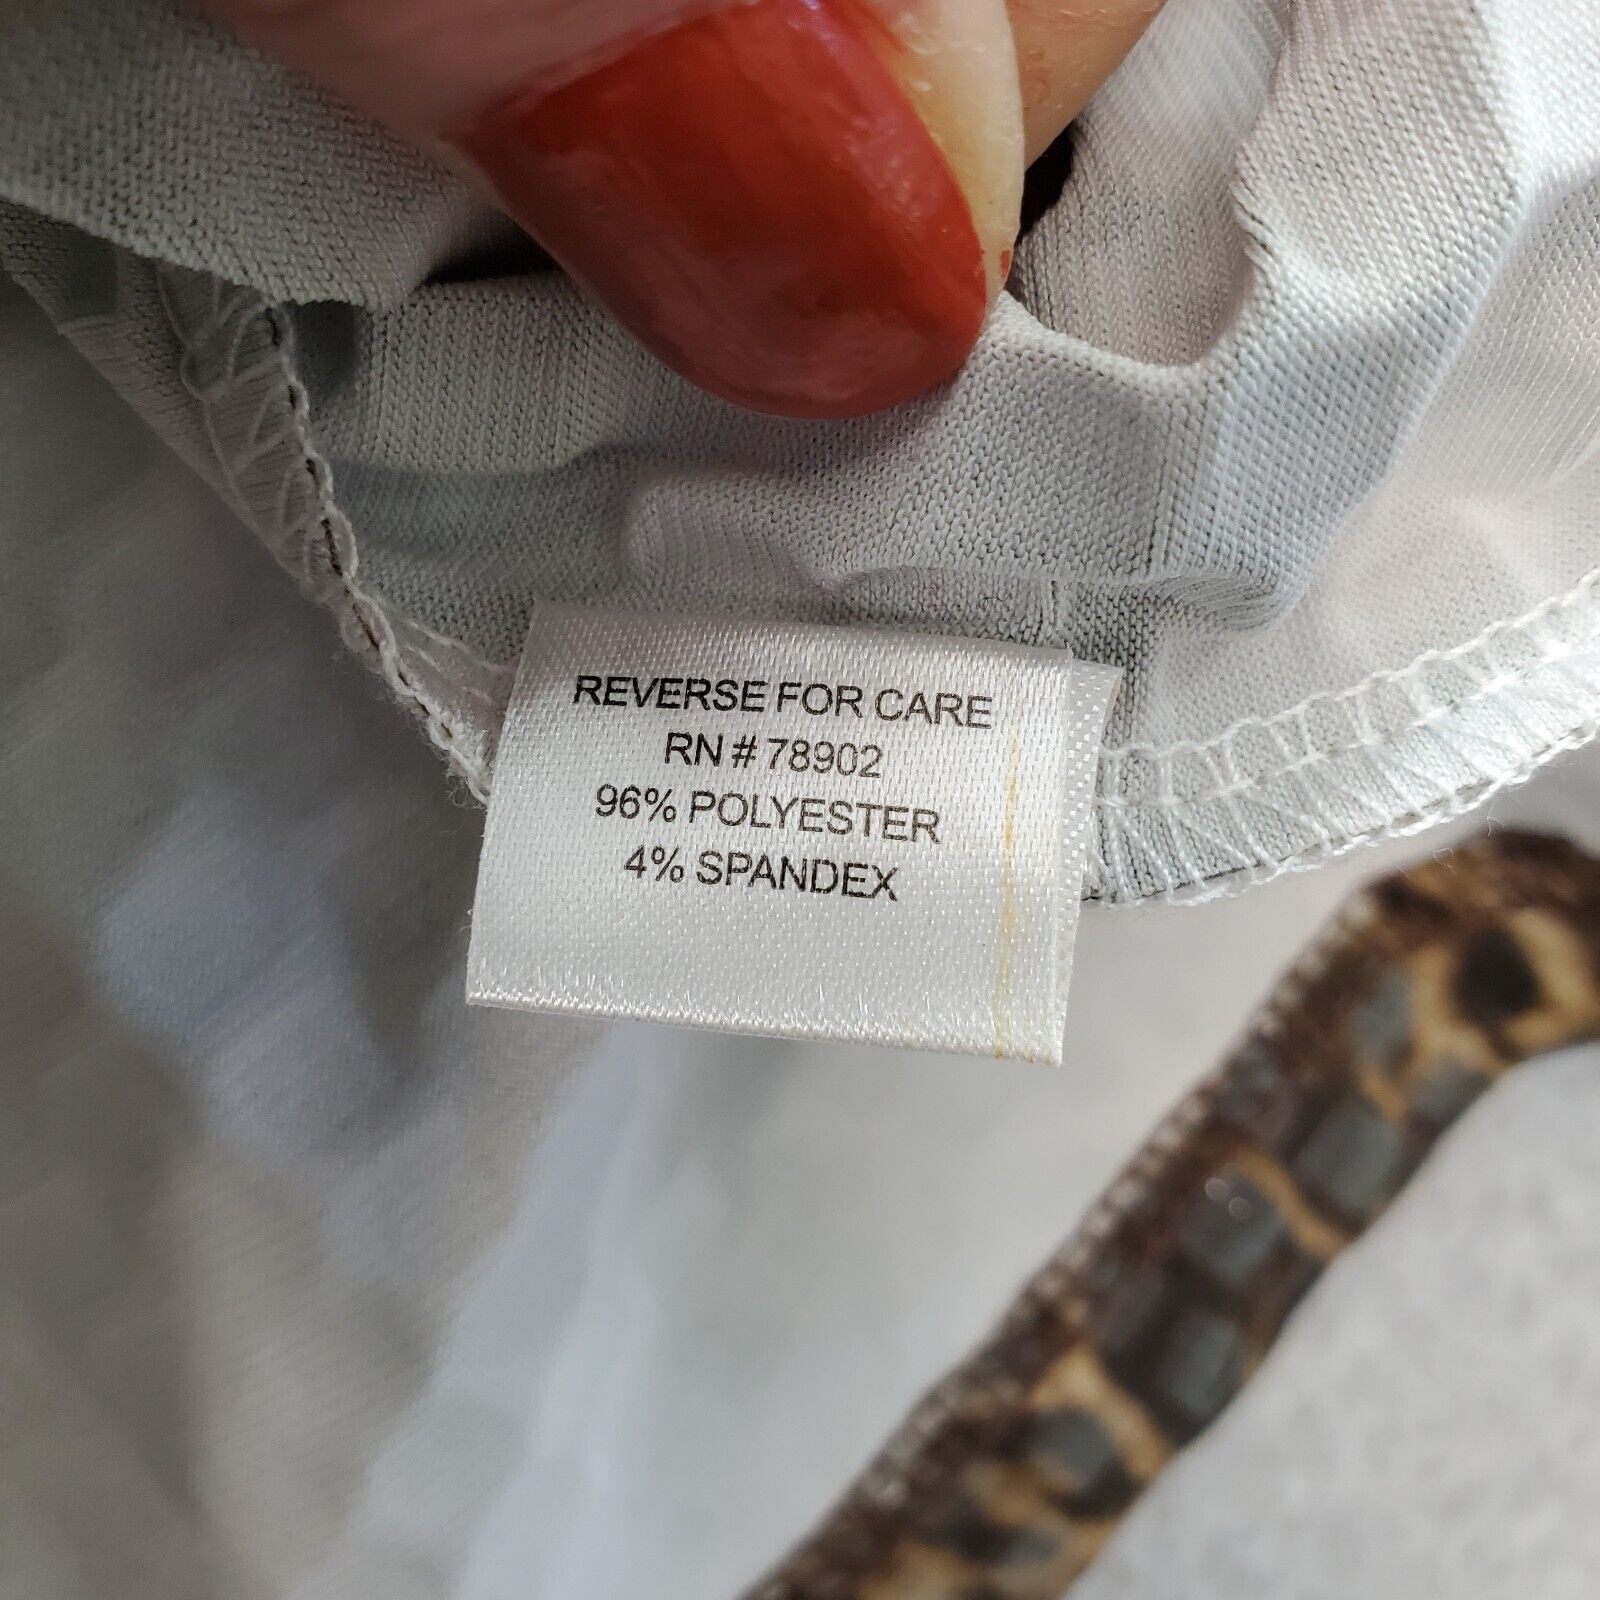 REVERSE FOR CARE
RN # 78902
96% POLYESTER
4% SPANDEX